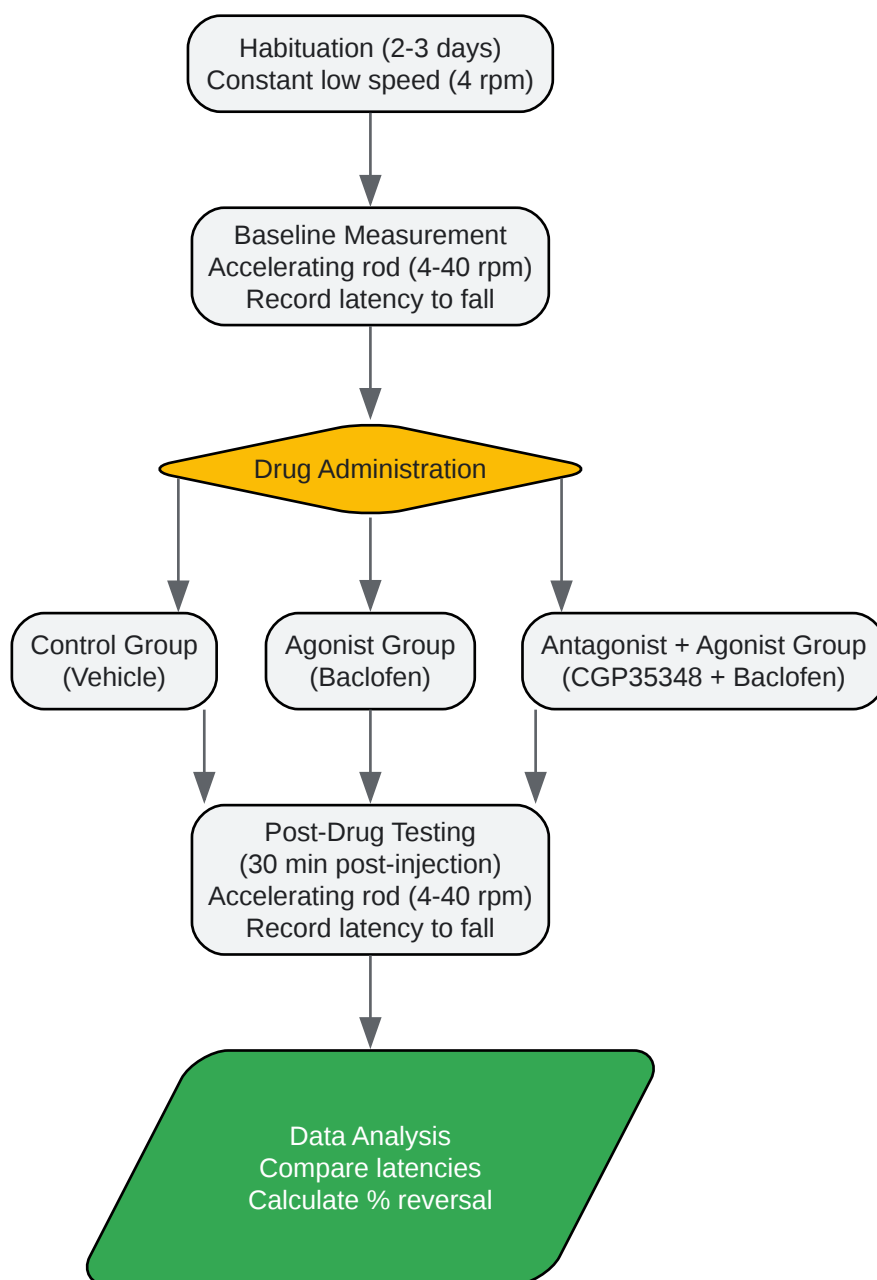 Habituation (2-3 days)
Constant low speed (4 rpm)
Baseline Measurement
Accelerating rod (4-40 rpm)
Record latency to fall
Drug Administration
Control Group
(Vehicle)
Agonist Group
(Baclofen)
Antagonist + Agonist Group
(CGP35348 + Baclofen)
Post-Drug Testing
(30 min post-injection)
Accelerating rod (4-40 rpm)
Record latency to fall
Data Analysis
Compare latencies
Calculate % reversal